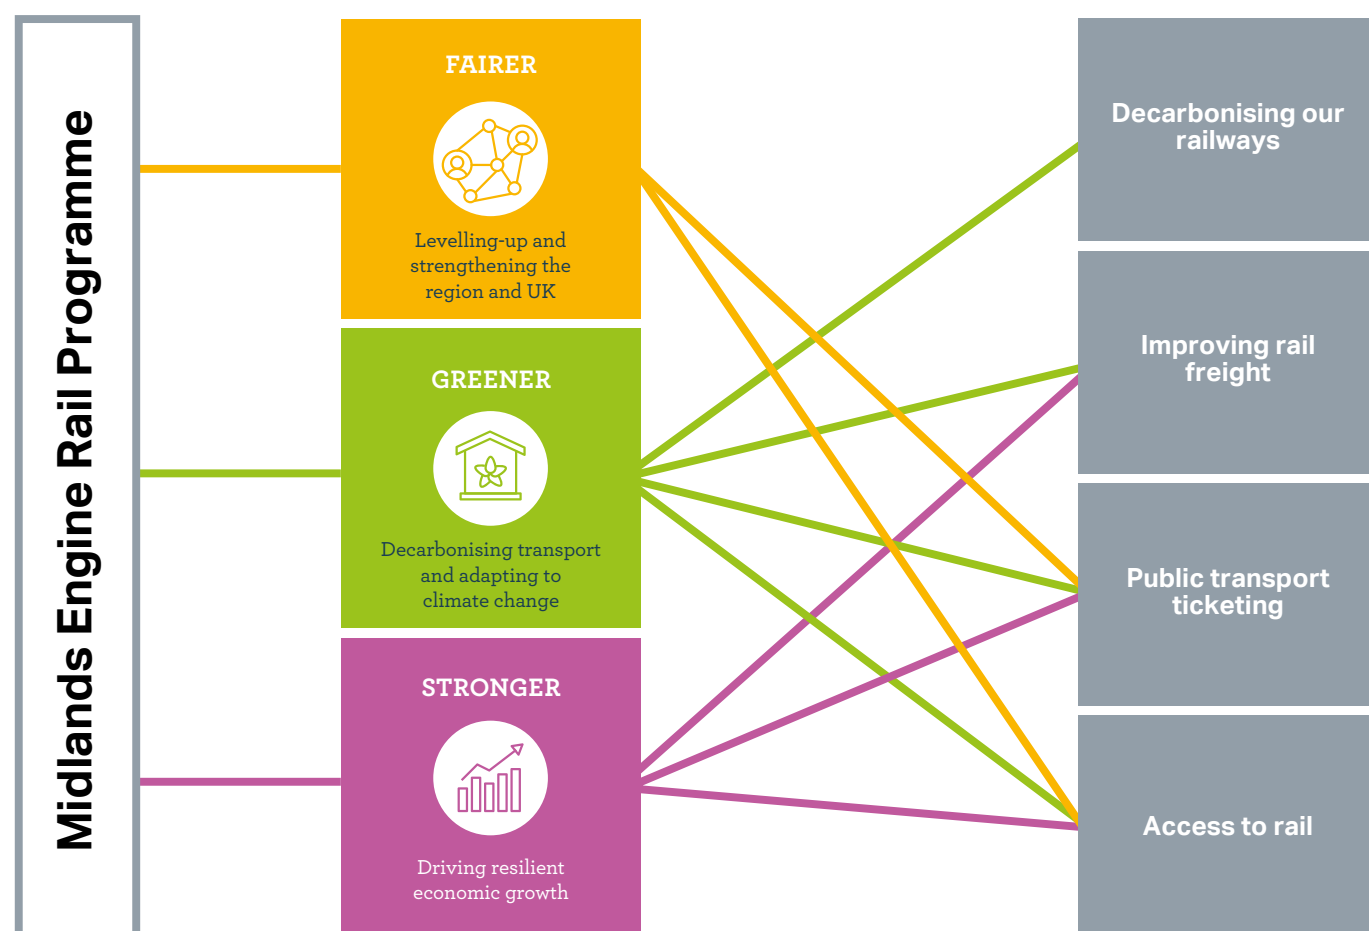 Midlands Engine Rail Programme
FAIRER
Levelling-up and
strengthening the
region and UK
GREENER
Decarbonising transport
and adapting to
climate change
STRONGER
Driving resilient
economic growth
Decarbonising our
railways
Improving rail
freight
Public transport
ticketing
Access to rail